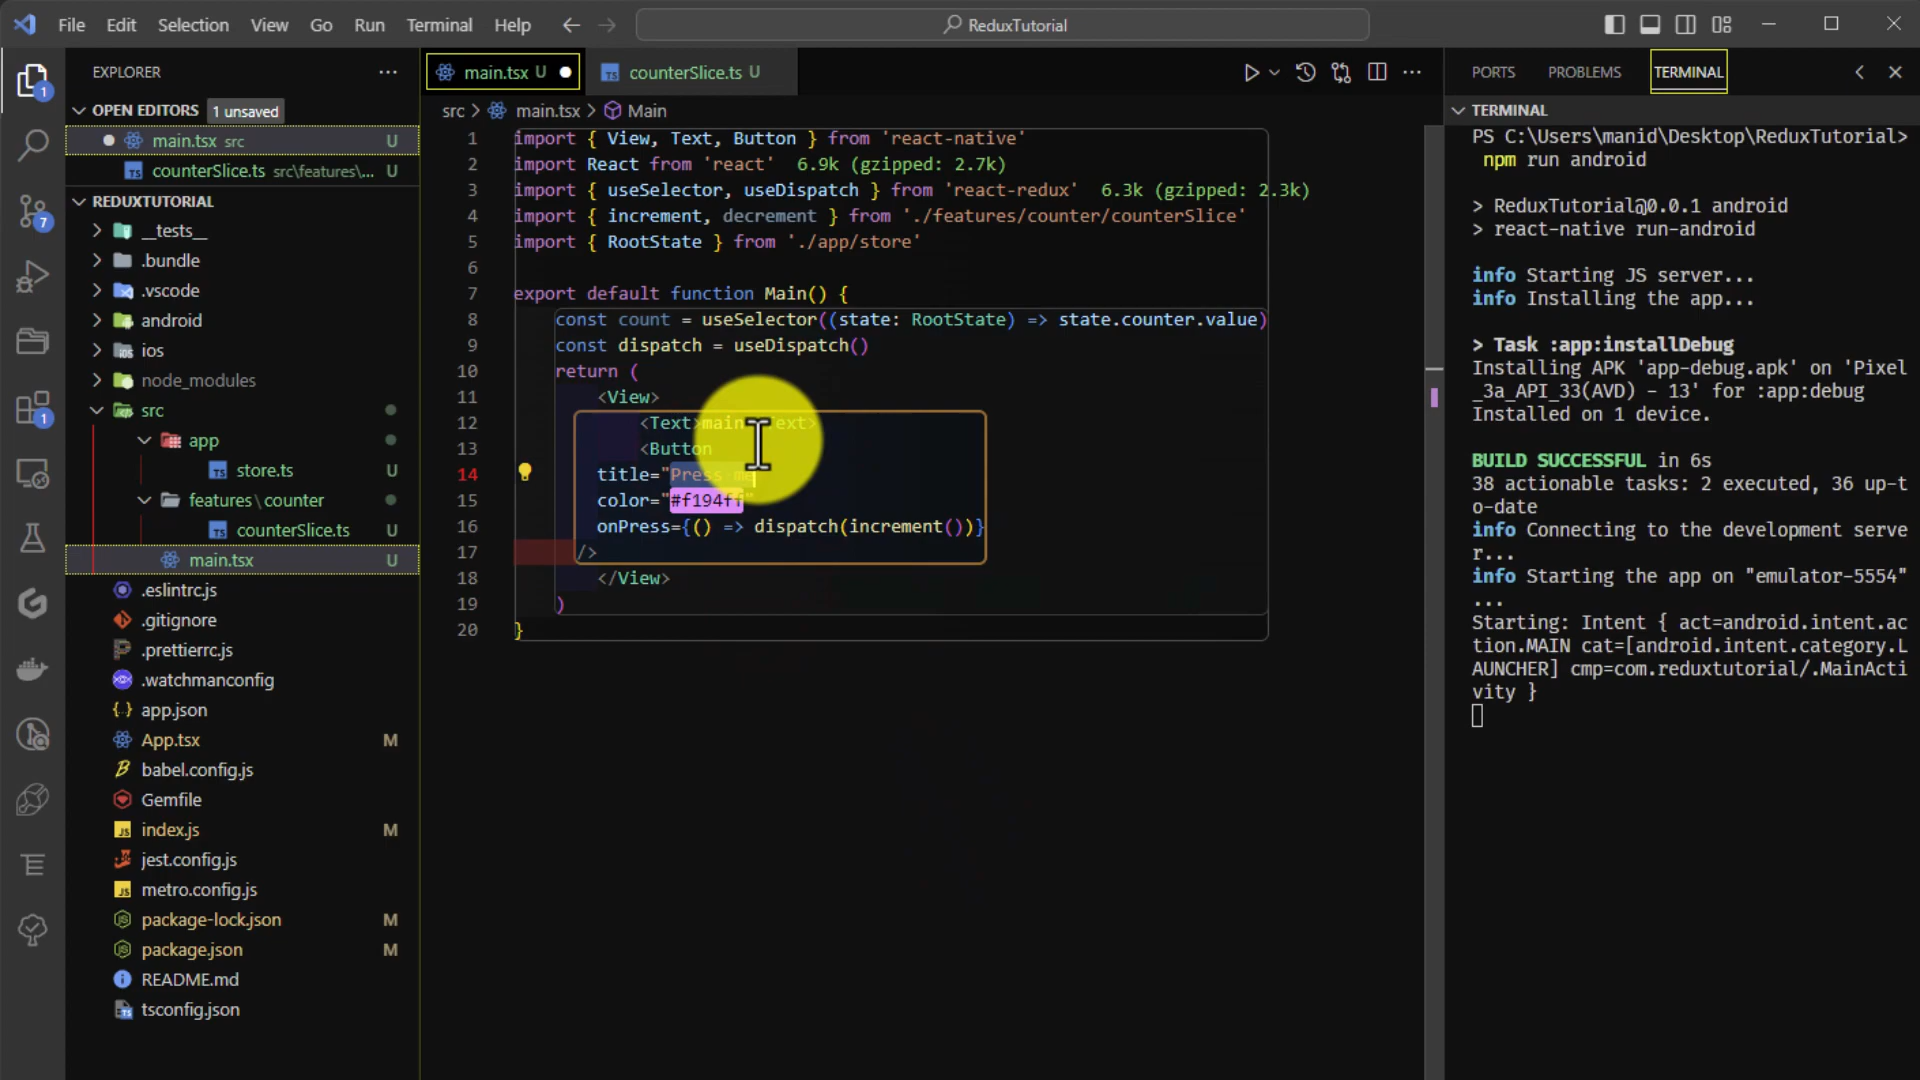 File Edit Selection View Go Run Terminal Help
ReduxTutorial
EXPLORER
OPEN EDITORS 1 unsaved
main.tsx src U
counterSlice.ts src\features\... U
REDUXTUTORIAL
__tests__
.bundle
.vscode
android
ios
node_modules
src
app
store.ts U
features\counter
counterSlice.ts U
main.tsx U
.eslintrc.js
.gitignore
.prettierrc.js
.watchmanconfig
app.json
App.tsx M
babel.config.js
Gemfile
index.js M
jest.config.js
metro.config.js
package-lock.json M
package.json M
README.md
tsconfig.json
1
7
1
main.tsx U
counterSlice.ts U
src > main.tsx > Main
1 import { View, Text, Button } from 'react-native'
2 import React from 'react' 6.9k (gzipped: 2.7k)
3 import { useSelector, useDispatch } from 'react-redux' 6.3k (gzipped: 2.3k)
4 import { increment, decrement } from './features/counter/counterSlice'
5 import { RootState } from './app/store'
6
7 export default function Main() {
8 const count = useSelector((state: RootState) => state.counter.value)
9 const dispatch = useDispatch()
10 return (
11 <View>
12 <Text>main Text>
13 <Button
14 title="Press me
15 color="#f194ff"
16 onPress={() => dispatch(increment())}
17 />
18 </View>
19 )
20 }
PORTS PROBLEMS TERMINAL
TERMINAL
PS C:\Users\manid\Desktop\ReduxTutorial>
npm run android
> ReduxTutorial@0.0.1 android
> react-native run-android
info Starting JS server...
info Installing the app...
> Task :app:installDebug
Installing APK 'app-debug.apk' on 'Pixel
_3a_API_33(AVD) - 13' for :app:debug
Installed on 1 device.
BUILD SUCCESSFUL in 6s
38 actionable tasks: 2 executed, 36 up-t
o-date
info Connecting to the development serve
r...
info Starting the app on "emulator-5554"
...
Starting: Intent { act=android.intent.ac
tion.MAIN cat=[android.intent.category.L
AUNCHER] cmp=com.reduxtutorial/.MainActi
vity }